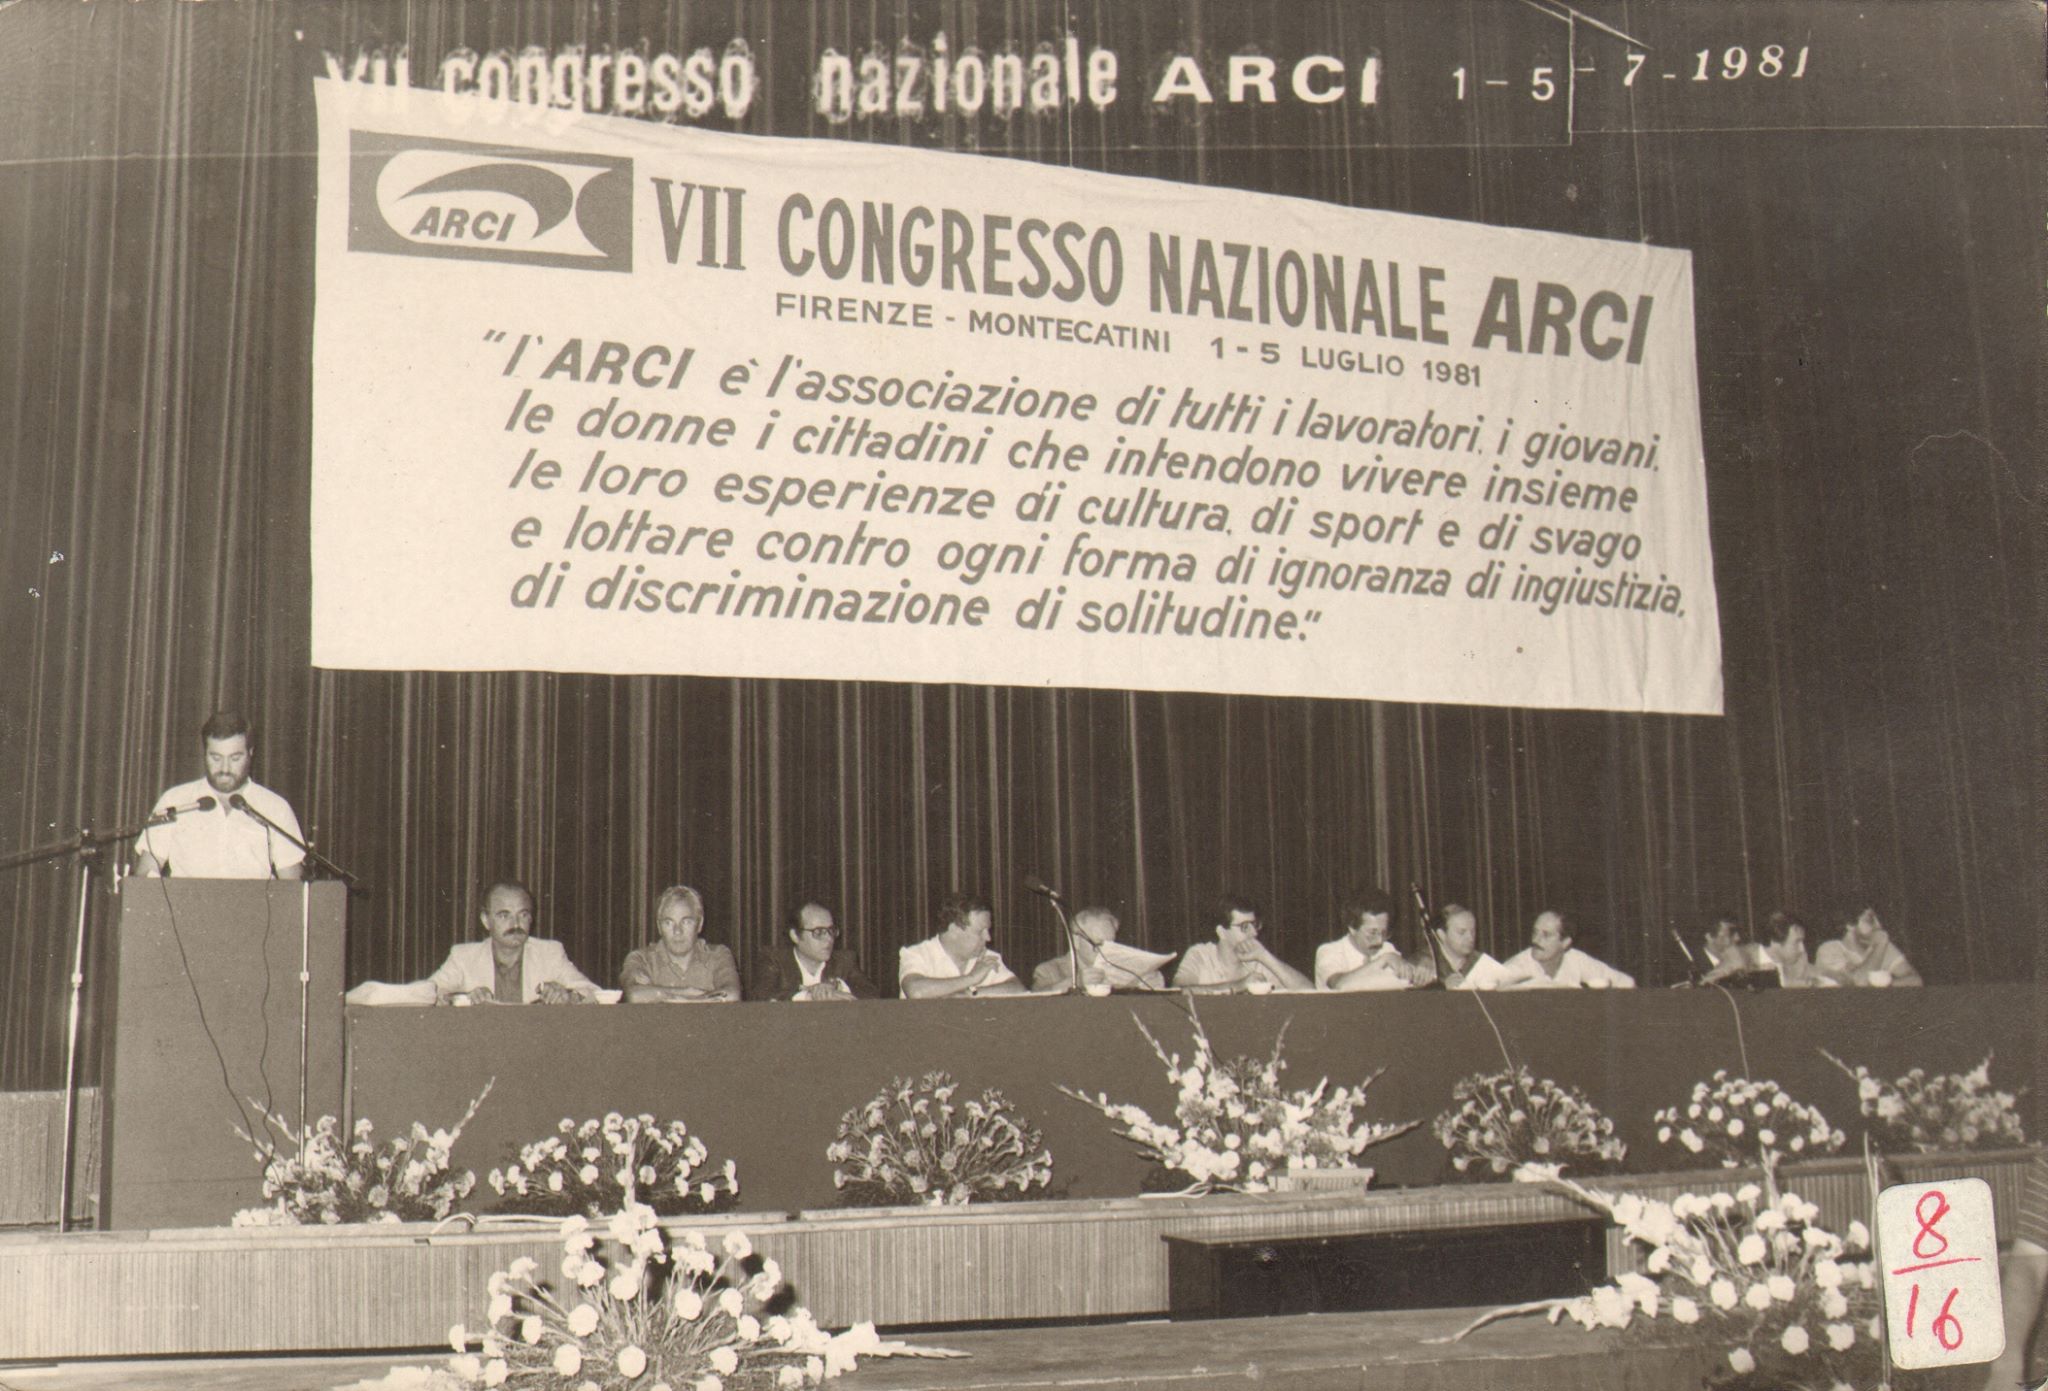 VII congresso nazionale ARCI 1-5-7-1981
ARCI
VII CONGRESSO NAZIONALE ARCI
FIRENZE - MONTECATINI 1-5 LUGLIO 1981
"l'ARCI è l'associazione di tutti i lavoratori, i giovani,
le donne i cittadini che intendono vivere insieme
le loro esperienze di cultura, di sport e di svago
e lottare contro ogni forma di ignoranza di ingiustizia,
di discriminazione di solitudine."
8
16